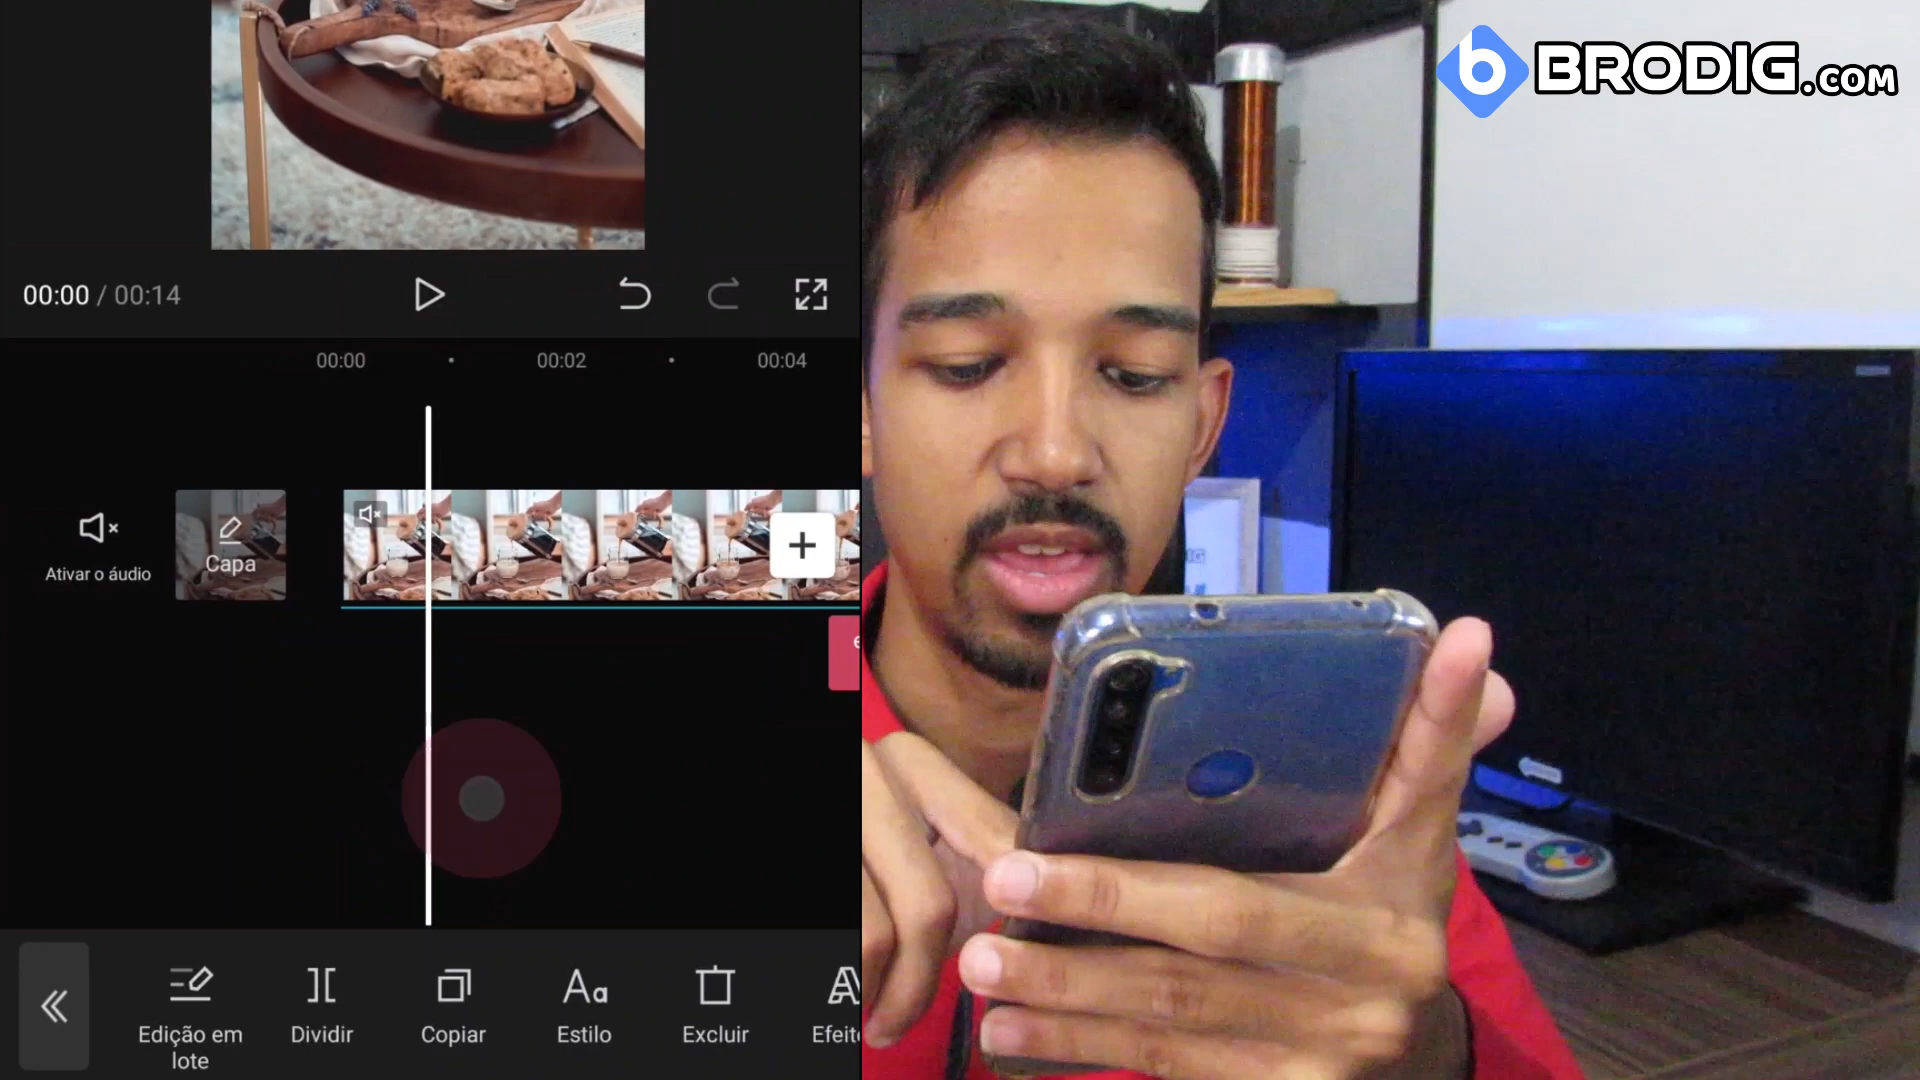 BRODIG.COM
00:00 / 00:14
00:00
00:02
00:04
Ativar o áudio
Capa
Edição em
lote
Dividir
Copiar
Estilo
Excluir